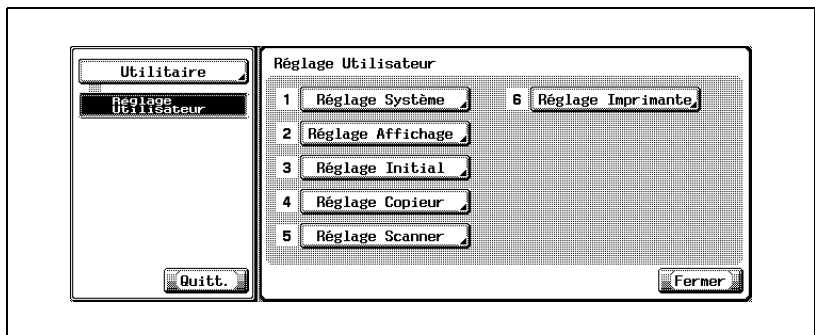 Utilitaire
Réglage
Utilisateur
Quitt.
Réglage Utilisateur
1 Réglage Système
2 Réglage Affichage
3 Réglage Initial
4 Réglage Copieur
5 Réglage Scanner
6 Réglage Imprimante
Fermer